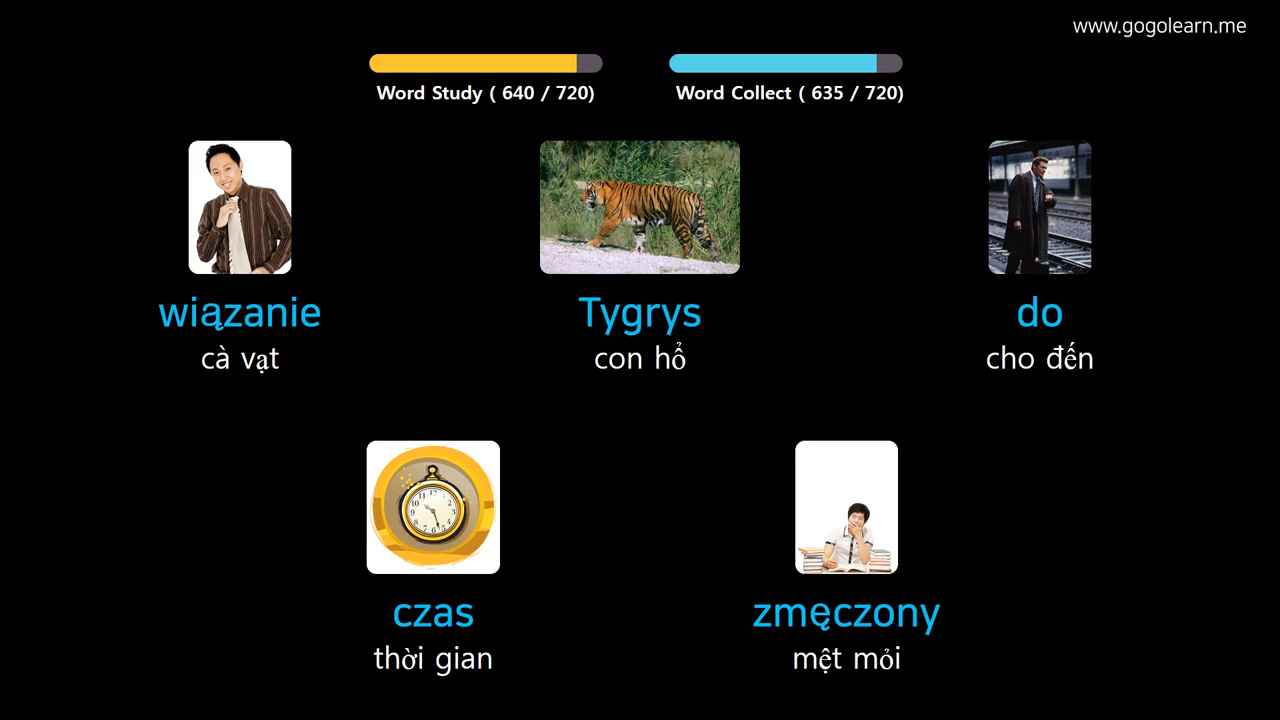 www.gogolearn.me
Word Study ( 640 / 720)
Word Collect ( 635 / 720)
wiązanie
cà vạt
Tygrys
con hổ
do
cho đến
czas
thời gian
zmęczony
mệt mỏi